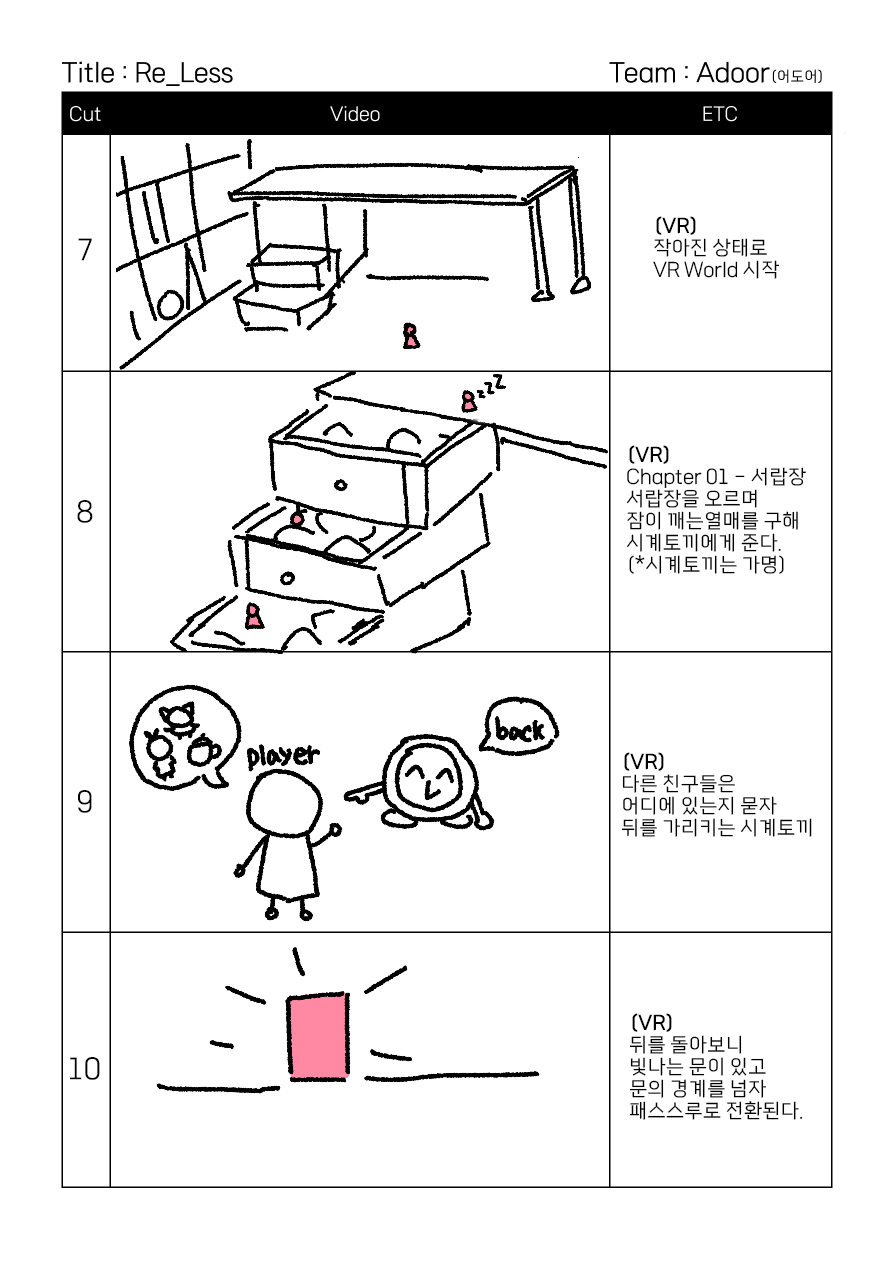 Title : Re_Less
Team : Adoor(어도어)
Cut
Video
ETC
7
(VR)
작아진 상태로
VR World 시작
8
zzZ
(VR)
Chapter 01 - 서랍장
서랍장을 오르며
잠이 깨는열매를 구해
시계토끼에게 준다.
(*시계토끼는 가명)
9
player
back
(VR)
다른 친구들은
어디에 있는지 묻자
뒤를 가리키는 시계토끼
10
(VR)
뒤를 돌아보니
빛나는 문이 있고
문의 경계를 넘자
패스스루로 전환된다.